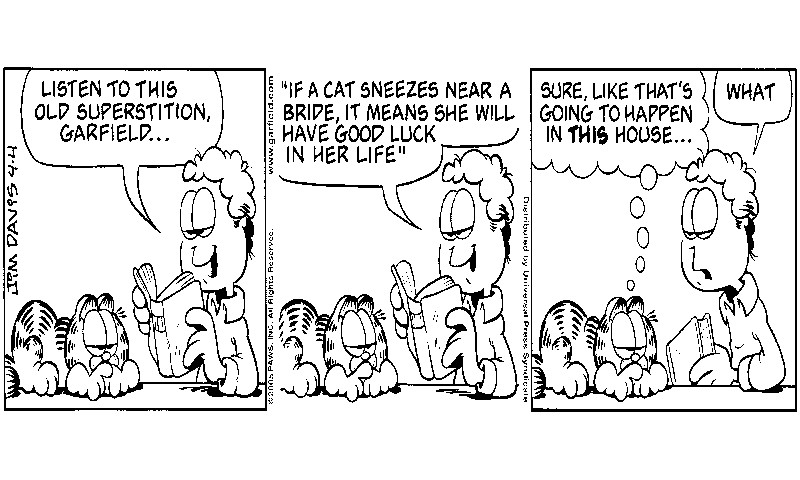 LISTEN TO THIS
OLD SUPERSTITION,
GARFIELD...
JIM DAVIS 4-4
www.garfield.com
© 2005 PAWS, INC. All Rights Reserved.
"IF A CAT SNEEZES NEAR A
BRIDE, IT MEANS SHE WILL
HAVE GOOD LUCK
IN HER LIFE"
Distributed by Universal Press Syndicate
SURE, LIKE THAT'S
GOING TO HAPPEN
IN THIS HOUSE...
WHAT